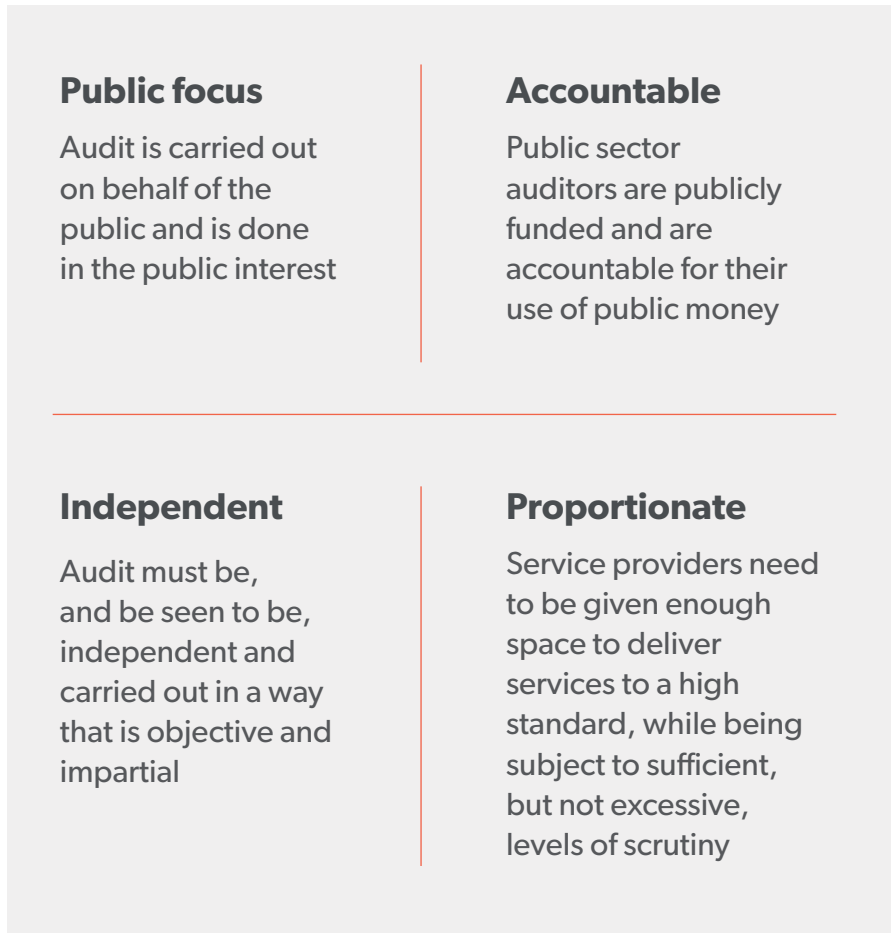 Public focus
Audit is carried out
on behalf of the
public and is done
in the public interest
Accountable
Public sector
auditors are publicly
funded and are
accountable for their
use of public money
Independent
Audit must be,
and be seen to be,
independent and
carried out in a way
that is objective and
impartial
Proportionate
Service providers need
to be given enough
space to deliver
services to a high
standard, while being
subject to sufficient,
but not excessive,
levels of scrutiny